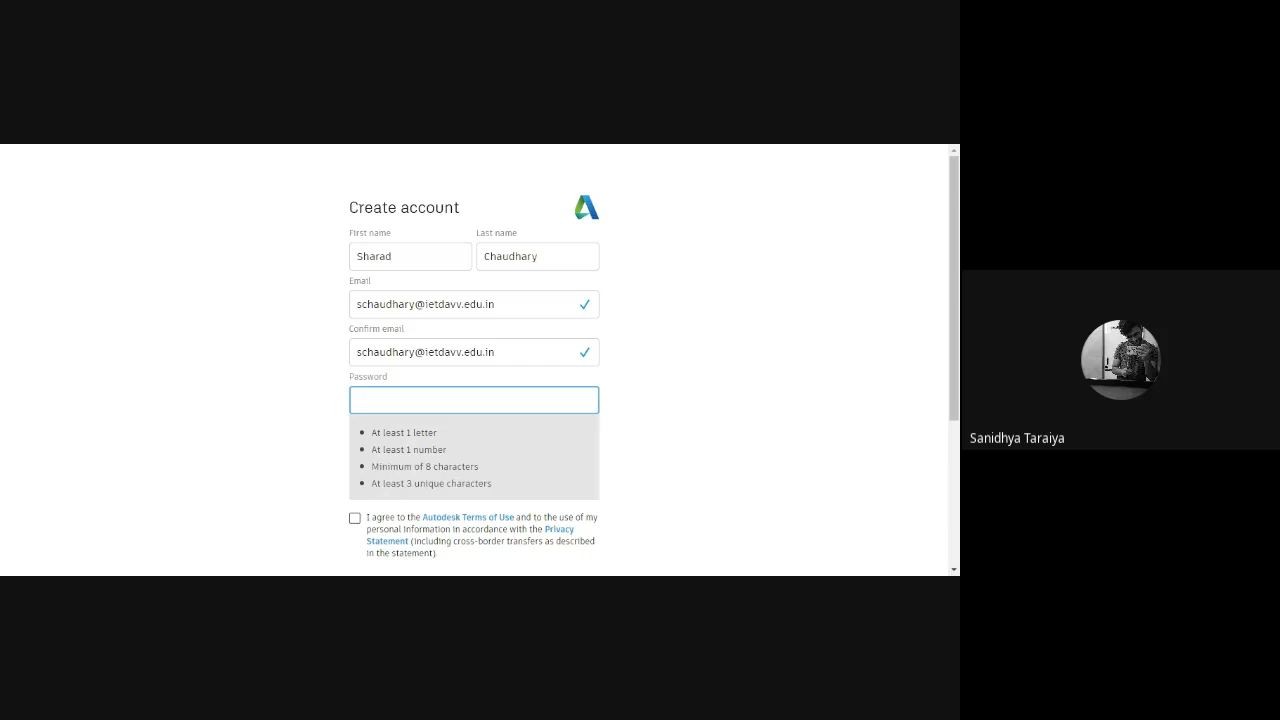 Create account
First name Last name
Sharad Chaudhary
Email
schaudhary@ietdavv.edu.in
Confirm email
schaudhary@ietdavv.edu.in
Password
At least 1 letter
At least 1 number
Minimum of 8 characters
At least 3 unique characters
I agree to the Autodesk Terms of Use and to the use of my
personal information in accordance with the Privacy
Statement (including cross-border transfers as described
in the statement).
Sanidhya Taraiya